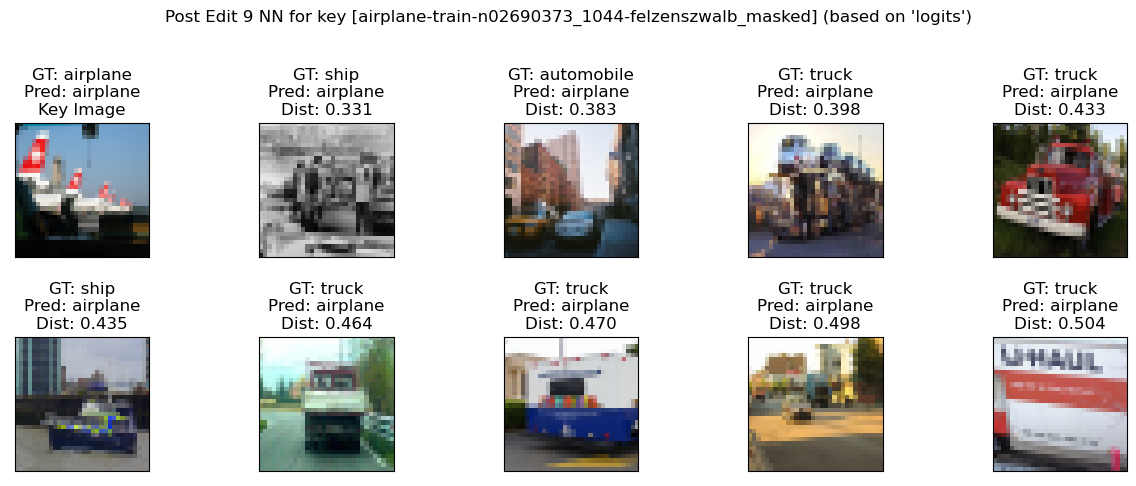 Post Edit 9 NN for key [airplane-train-n02690373_1044-felzenszwalb_masked] (based on 'logits')
GT: airplane
Pred: airplane
Key Image
GT: ship
Pred: airplane
Dist: 0.331
GT: automobile
Pred: airplane
Dist: 0.383
GT: truck
Pred: airplane
Dist: 0.398
GT: truck
Pred: airplane
Dist: 0.433
GT: ship
Pred: airplane
Dist: 0.435
GT: truck
Pred: airplane
Dist: 0.464
GT: truck
Pred: airplane
Dist: 0.470
GT: truck
Pred: airplane
Dist: 0.498
GT: truck
Pred: airplane
Dist: 0.504
U-HAUL